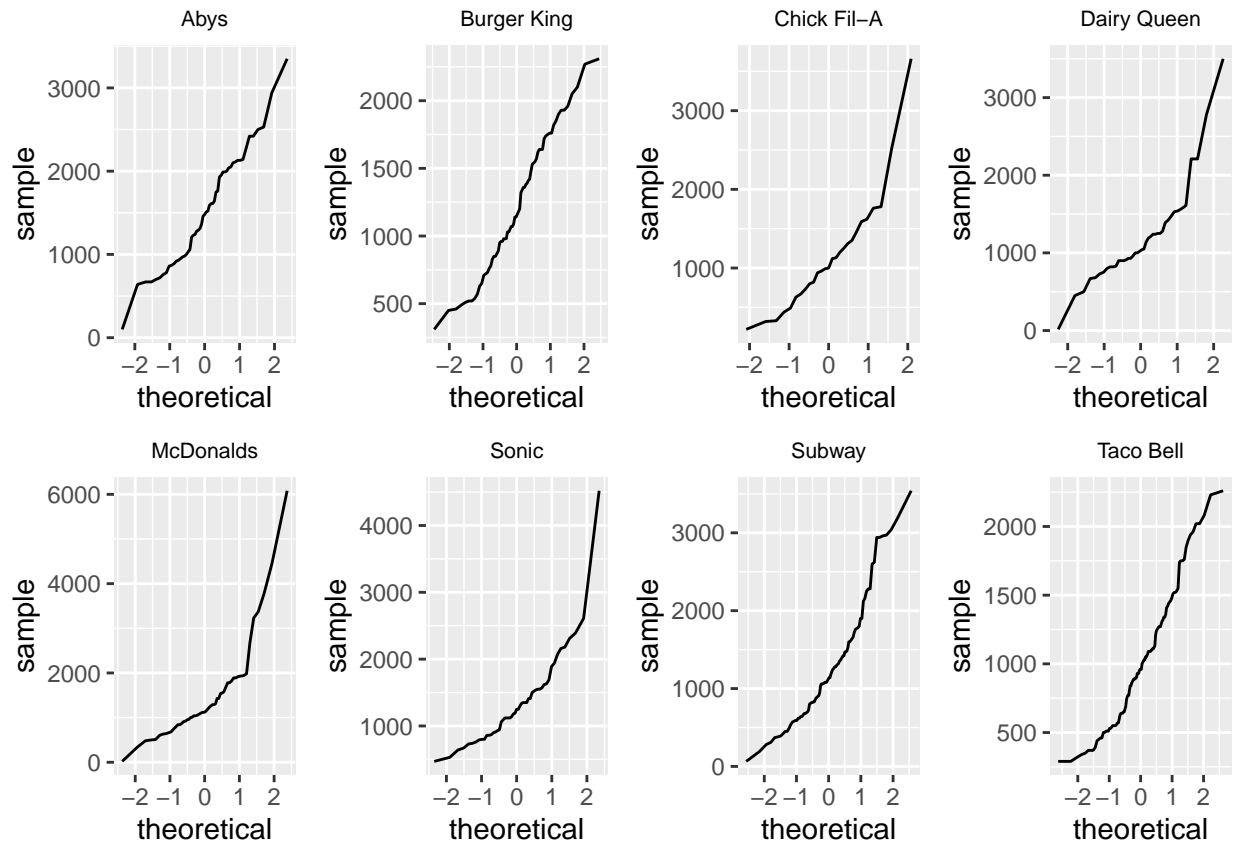 Abys
Burger King
Chick Fil−A
Dairy Queen
3000
2000
1000
0
sample
−2 −1 0 1 2
theoretical
2000
1500
1000
500
sample
−2 −1 0 1 2
theoretical
3000
2000
1000
sample
−2 −1 0 1 2
theoretical
3000
2000
1000
0
sample
−2 −1 0 1 2
theoretical
McDonalds
Sonic
Subway
Taco Bell
6000
4000
2000
0
sample
−2 −1 0 1 2
theoretical
4000
3000
2000
1000
sample
−2 −1 0 1 2
theoretical
3000
2000
1000
0
sample
−2 −1 0 1 2
theoretical
2000
1500
1000
500
sample
−2 −1 0 1 2
theoretical